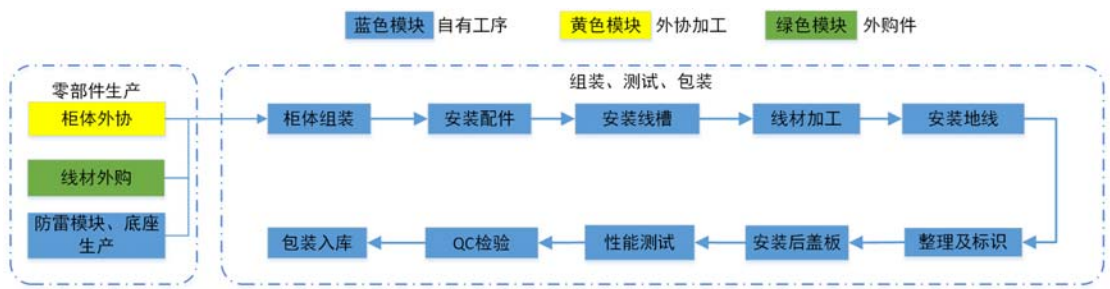 蓝色模块 自有工序 黄色模块 外协加工 绿色模块 外购件
零部件生产
组装、测试、包装
柜体外协
柜体组装
安装配件
安装线槽
线材加工
安装地线
线材外购
防雷模块、底座
生产
包装入库
QC检验
性能测试
安装后盖板
整理及标识